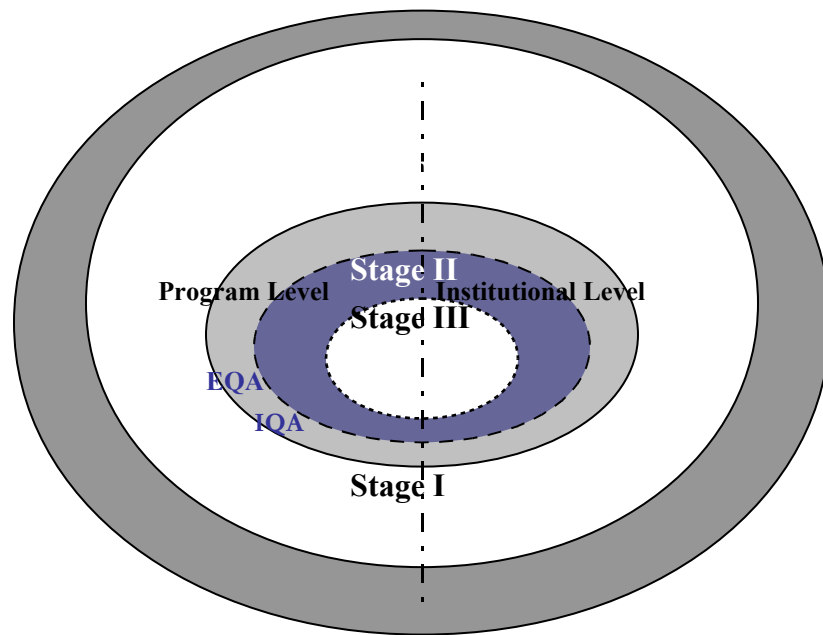 Stage II
Program Level
Institutional Level
Stage III
EQA
IQA
Stage I